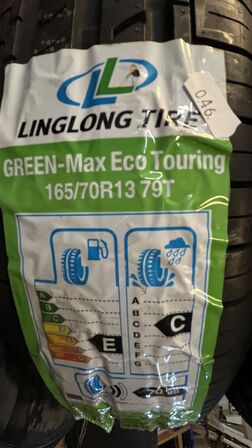 LINGLONG TIRE
046
GREEN-Max Eco Touring
165/70R13 79T
A
B
C
D
E
F
G
E
A
B
C
D
E
F
G
C